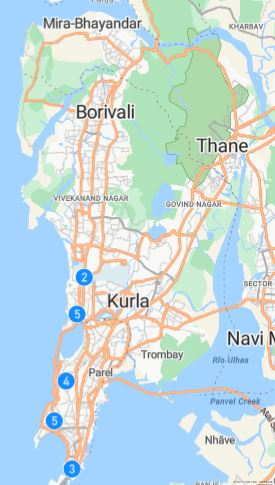 KHARBAV
Mira-Bhayandar
Borivali
Thane
VIVEKANAND NAGAR
GOVIND NAGAR
2
SECTOR
Kurla
5
Navi M
Trombay
Río Ulhas
4
Parel
Panvel Creek
5
Nhāve
3